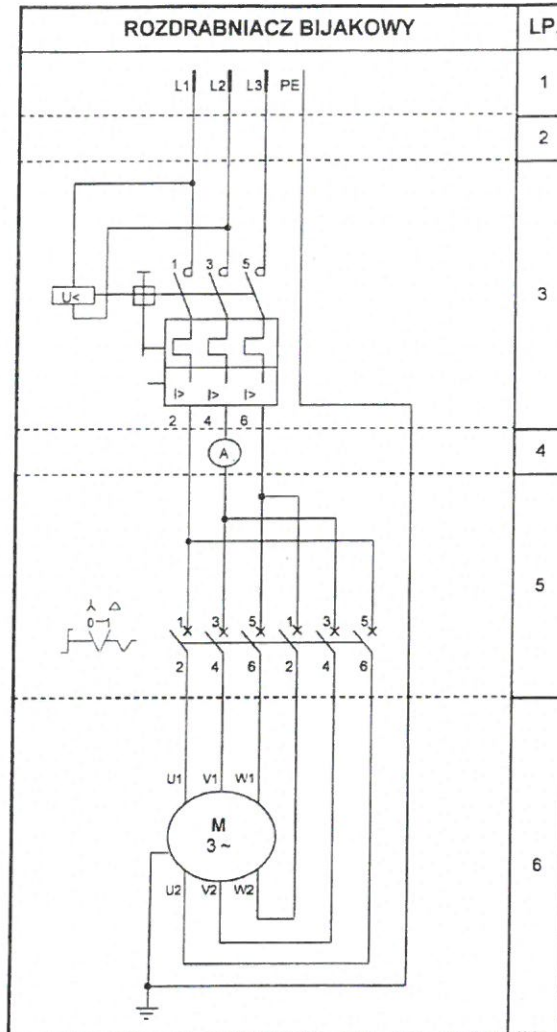 ROZDRABNIACZ BIJAKOWY LP.
L1 L2 L3 PE 1
2
1 3 5
U< 3
I> I> I>
2 4 6
A 4
5
0 1
1 3 5 1 3 5
2 4 6 2 4 6
U1 V1 W1
M
3 ~
6
U2 V2 W2